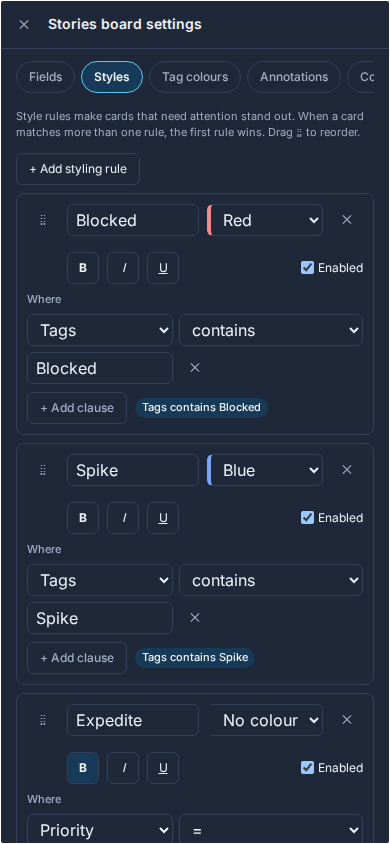 Stories board settings
Fields Styles Tag colours Annotations Co
Style rules make cards that need attention stand out. When a card
matches more than one rule, the first rule wins. Drag ⠿ to reorder.
+ Add styling rule
Blocked Red
B I U Enabled
Where
Tags contains
Blocked
+ Add clause Tags contains Blocked
Spike Blue
B I U Enabled
Where
Tags contains
Spike
+ Add clause Tags contains Spike
Expedite No colour
B I U Enabled
Where
Priority =